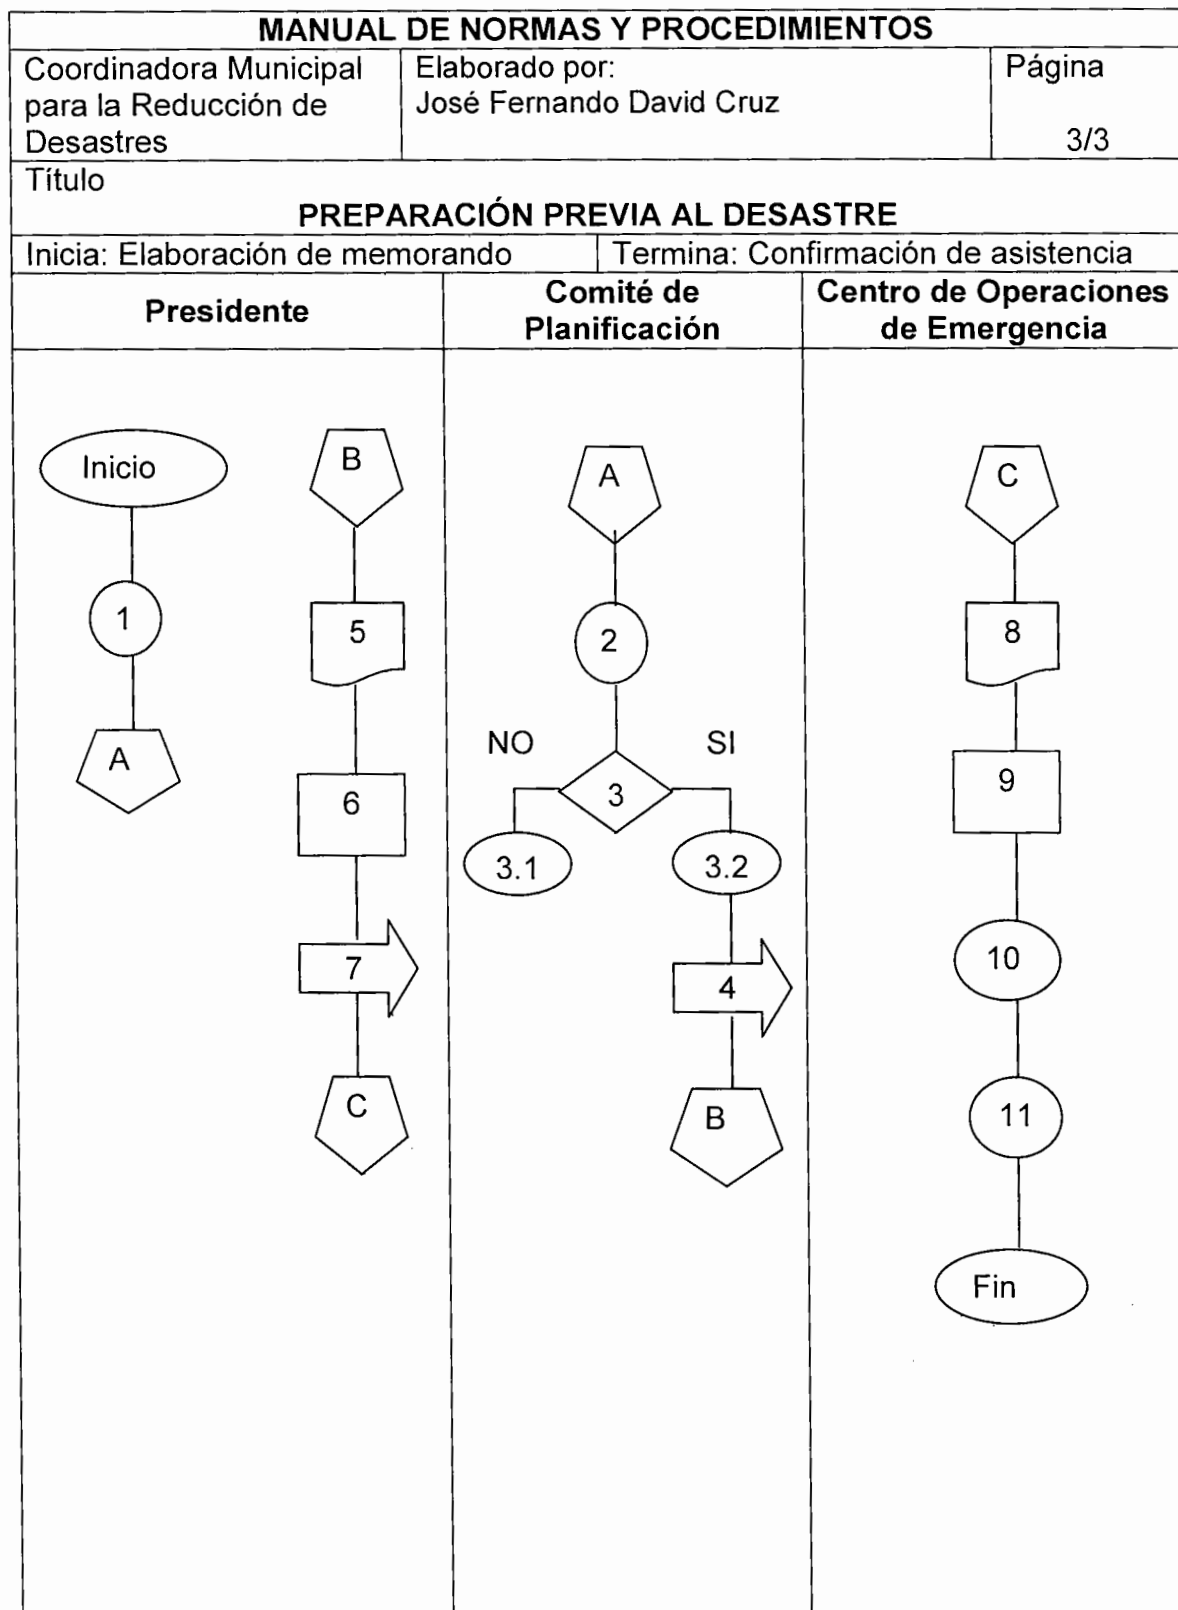 MANUAL DE NORMAS Y PROCEDIMIENTOS
Coordinadora Municipal
para la Reducción de
Desastres
Elaborado por:
José Fernando David Cruz
Página
3/3
Título
PREPARACIÓN PREVIA AL DESASTRE
Inicia: Elaboración de memorando
Termina: Confirmación de asistencia
Presidente
Comité de
Planificación
Centro de Operaciones
de Emergencia
Inicio
1
A
B
5
6
7
C
A
2
NO
SI
3
3.1
3.2
4
B
C
8
9
10
11
Fin